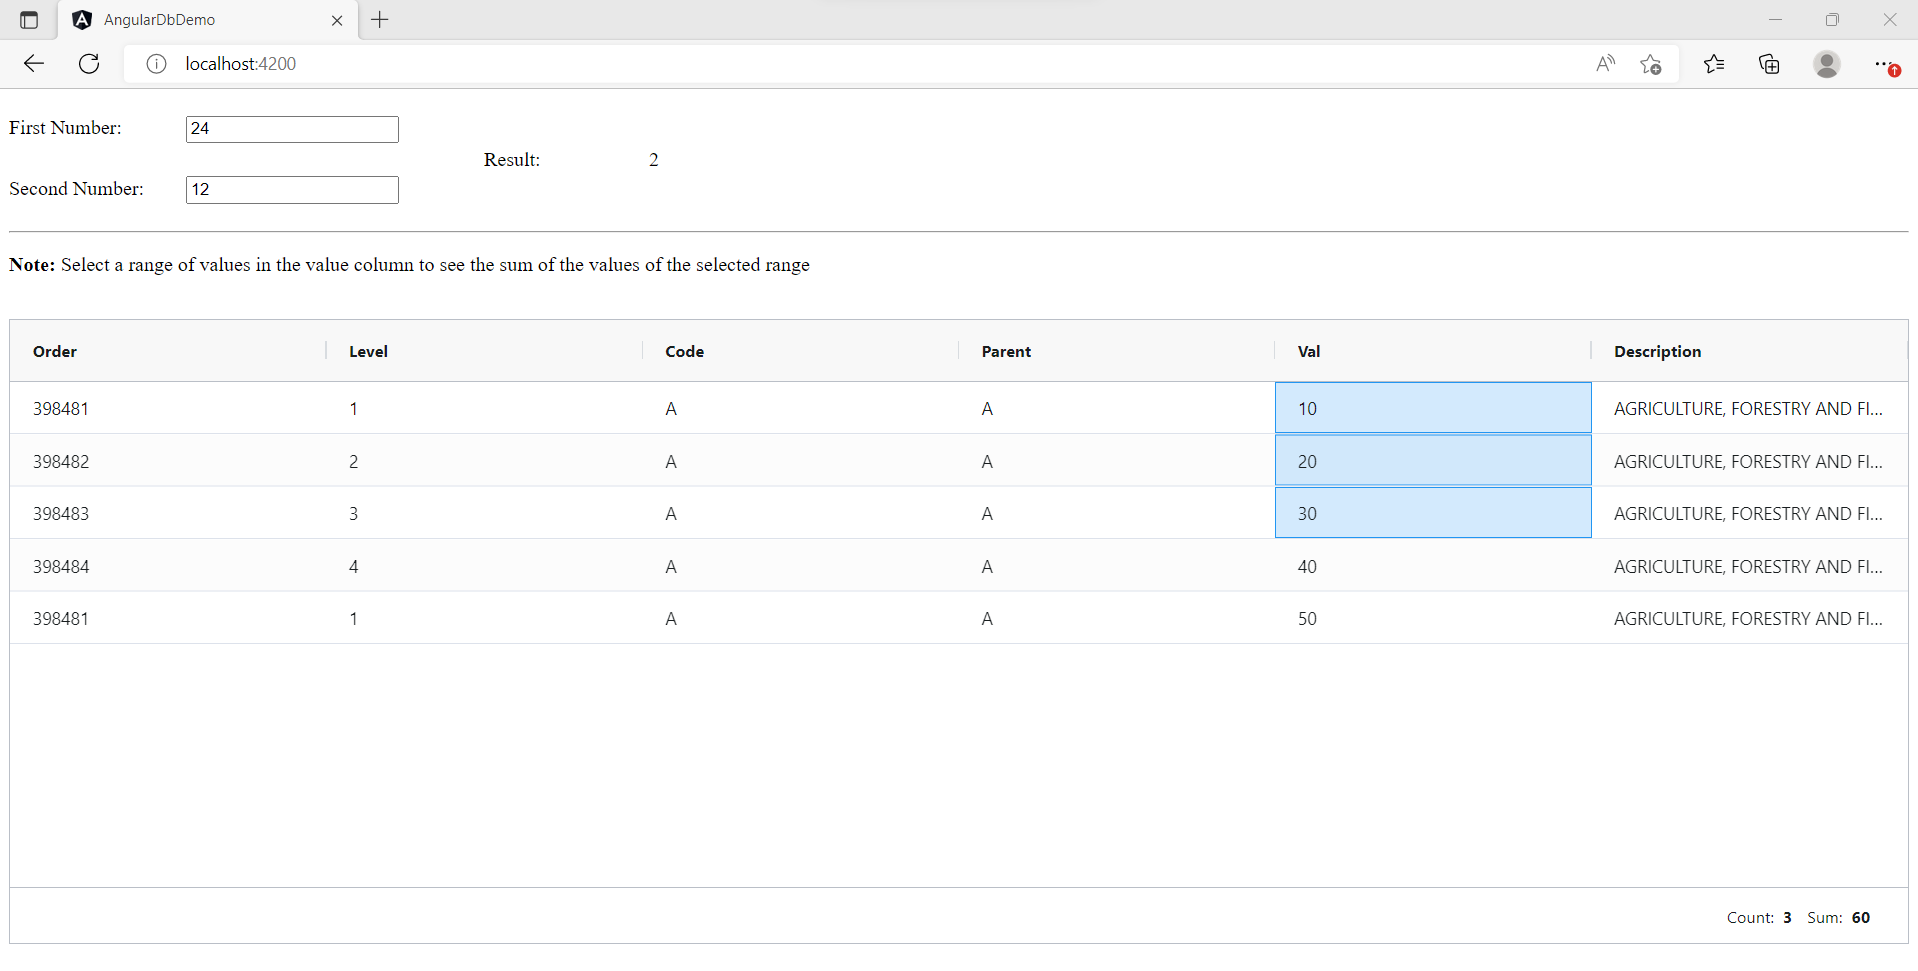 AngularDbDemo
localhost:4200
First Number: 24
Result: 2
Second Number: 12
Note: Select a range of values in the value column to see the sum of the values of the selected range
Order Level Code Parent Val Description
398481 1 A A 10 AGRICULTURE, FORESTRY AND FI...
398482 2 A A 20 AGRICULTURE, FORESTRY AND FI...
398483 3 A A 30 AGRICULTURE, FORESTRY AND FI...
398484 4 A A 40 AGRICULTURE, FORESTRY AND FI...
398481 1 A A 50 AGRICULTURE, FORESTRY AND FI...
Count: 3 Sum: 60